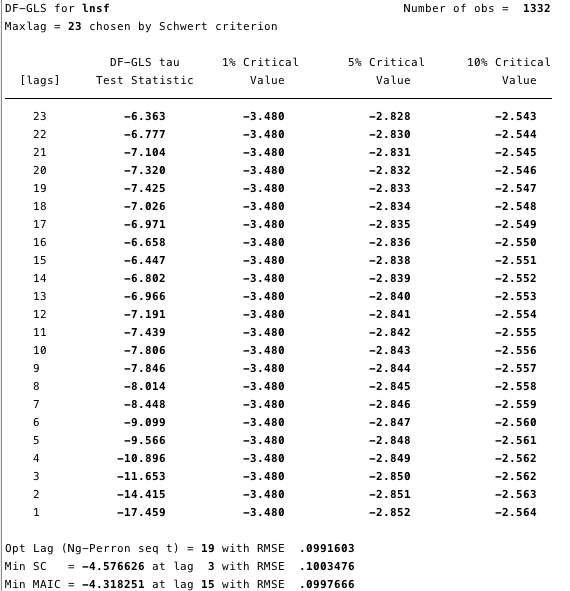 DF-GLS for lnsf Number of obs = 1332
Maxlag = 23 chosen by Schwert criterion
DF-GLS tau 1% Critical 5% Critical 10% Critical
[lags] Test Statistic Value Value Value
23 -6.363 -3.480 -2.828 -2.543
22 -6.777 -3.480 -2.830 -2.544
21 -7.104 -3.480 -2.831 -2.545
20 -7.320 -3.480 -2.832 -2.546
19 -7.425 -3.480 -2.833 -2.547
18 -7.026 -3.480 -2.834 -2.548
17 -6.971 -3.480 -2.835 -2.549
16 -6.658 -3.480 -2.836 -2.550
15 -6.447 -3.480 -2.838 -2.551
14 -6.802 -3.480 -2.839 -2.552
13 -6.966 -3.480 -2.840 -2.553
12 -7.191 -3.480 -2.841 -2.554
11 -7.439 -3.480 -2.842 -2.555
10 -7.806 -3.480 -2.843 -2.556
9 -7.846 -3.480 -2.844 -2.557
8 -8.014 -3.480 -2.845 -2.558
7 -8.448 -3.480 -2.846 -2.559
6 -9.099 -3.480 -2.847 -2.560
5 -9.566 -3.480 -2.848 -2.561
4 -10.896 -3.480 -2.849 -2.562
3 -11.653 -3.480 -2.850 -2.562
2 -14.415 -3.480 -2.851 -2.563
1 -17.459 -3.480 -2.852 -2.564
Opt Lag (Ng-Perron seq t) = 19 with RMSE .0991603
Min SC = -4.576626 at lag 3 with RMSE .1003476
Min MAIC = -4.318251 at lag 15 with RMSE .0997666